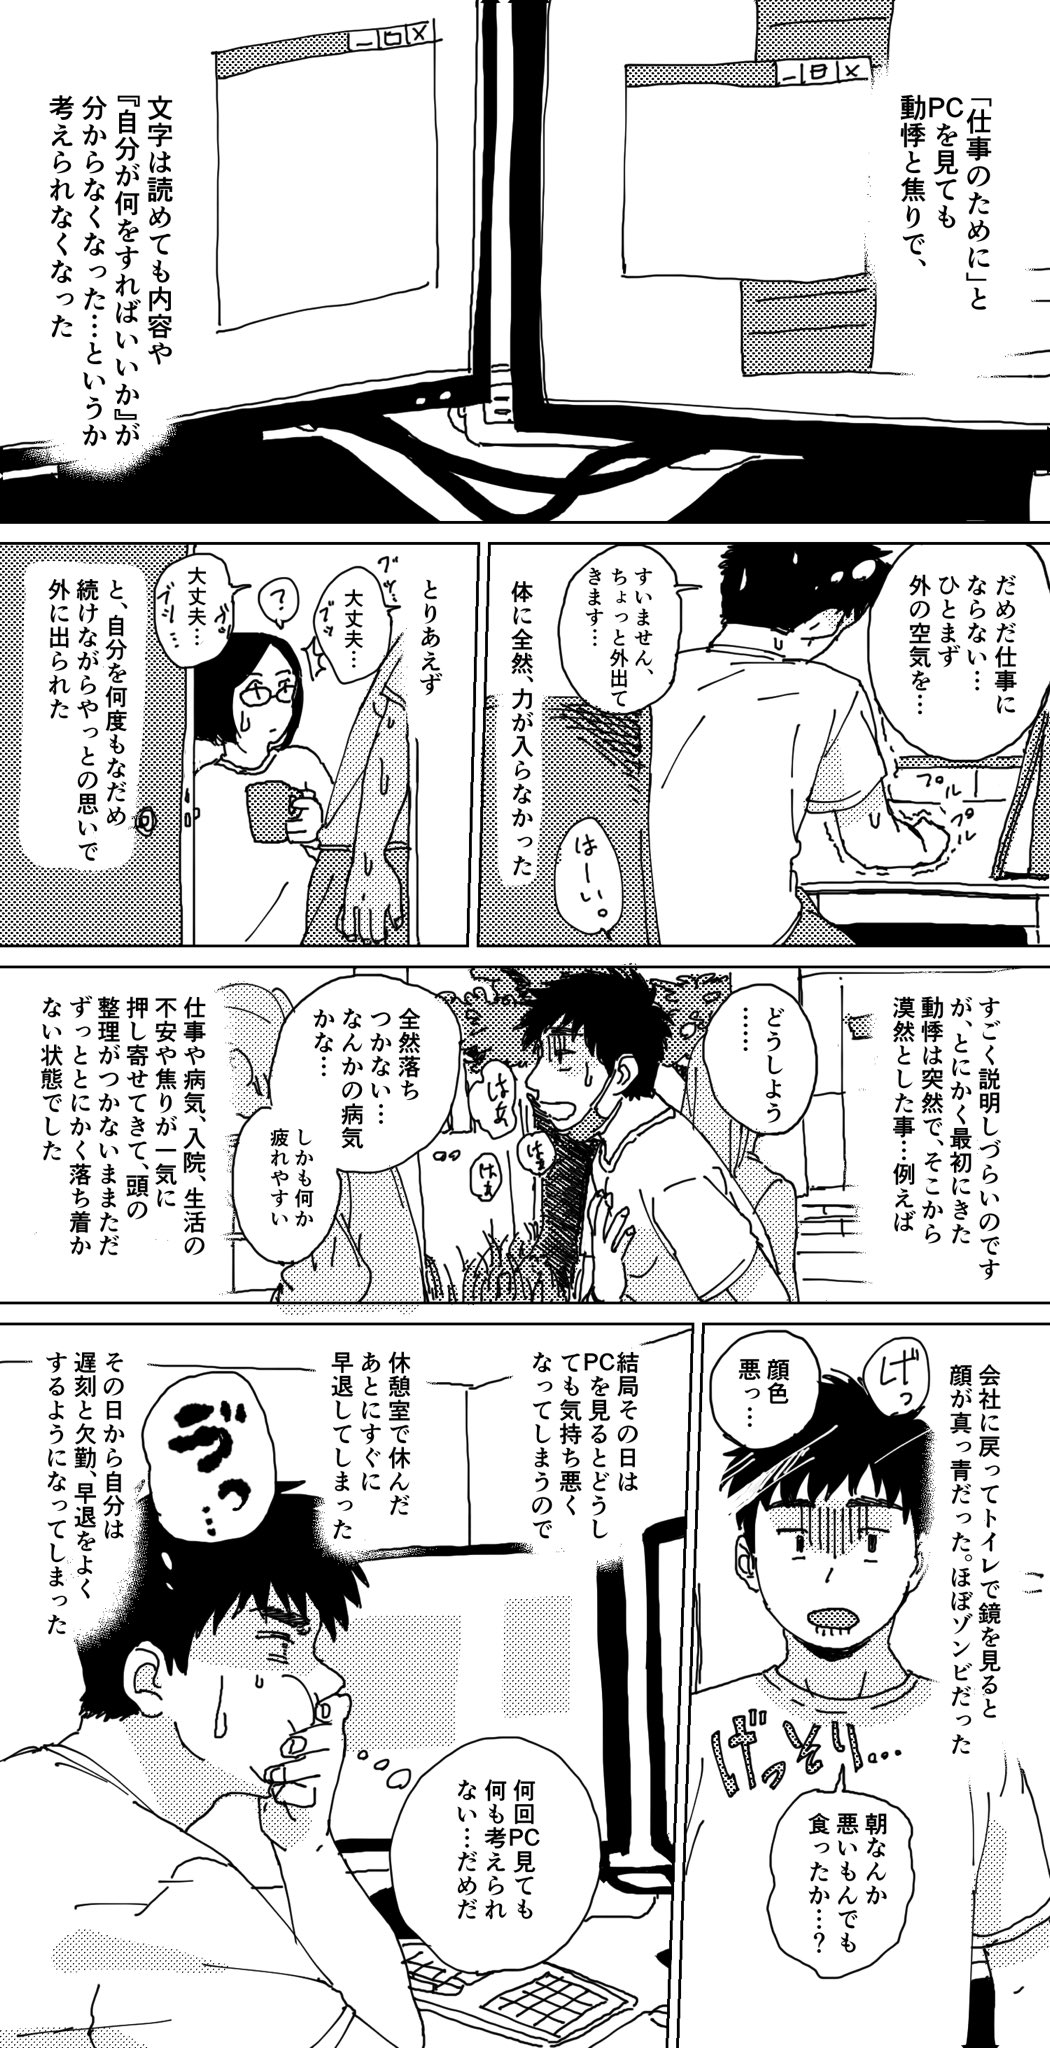 「仕事のために」と
PCを見ても
動悸と焦りで、
文字は読めても内容や
『自分が何をすればいいか』が
分からなくなった…というか
考えられなくなった
だめだ仕事に
ならない…
ひとまず
外の空気を…
プル
プル
すいません、
ちょっと外出て
きます…
体に全然、力が入らなかった
はーい。
とりあえず
ブツ…
大丈夫…
ブツ
?
大丈夫…
ブツ…
と、自分を何度もなだめ
続けながらやっとの思いで
外に出られた
すごく説明しづらいのです
が、とにかく最初にきた
動悸は突然で、そこから
漠然とした事…例えば
どうしよう
……
はぁ
はぁ
はぁ
全然落ち
つかない…
なんかの病気
かな…
しかも何か
疲れやすい
仕事や病気、入院、生活の
不安や焦りが一気に
押し寄せてきて、頭の
整理がつかないままただ
ずっととにかく落ち着か
ない状態でした
会社に戻ってトイレで鏡を見ると
顔が真っ青だった。ほぼゾンビだった
げっ
顔色
悪っ…
げっそり…
朝なんか
悪いもんでも
食ったか…?
結局その日は
PCを見るとどうし
ても気持ち悪く
なってしまうので
休憩室で休んだ
あとにすぐに
早退してしまった
何回PC見ても
何も考えられ
ない…だめだ
その日から自分は
遅刻と欠勤、早退をよく
するようになってしまった